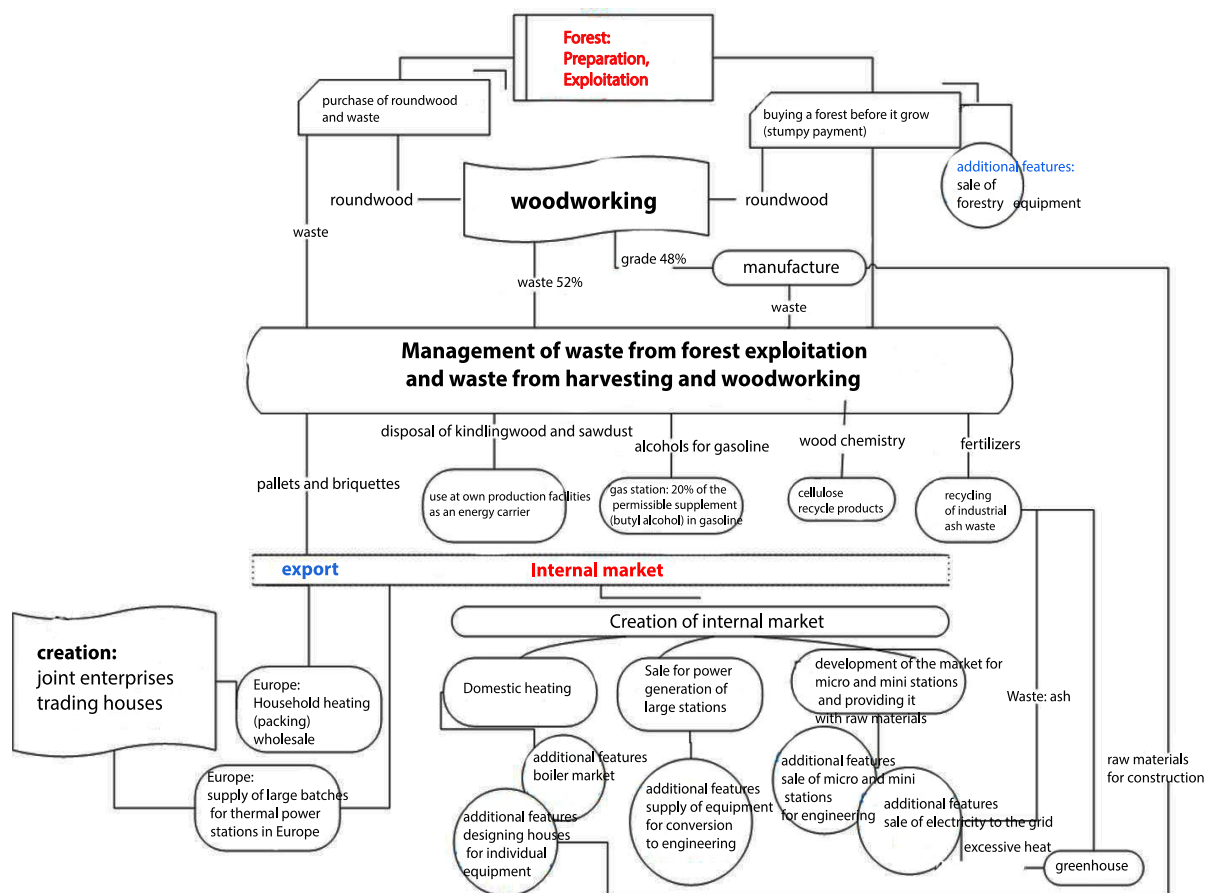 Forest:
Preparation,
Exploitation
purchase of roundwood
and waste
buying a forest before it grow
(stumpy payment)
additional features:
sale of
forestry equipment
roundwood
woodworking
roundwood
waste
grade 48%
manufacture
waste 52%
waste
Management of waste from forest exploitation
and waste from harvesting and woodworking
disposal of kindlingwood and sawdust
alcohols for gasoline
wood chemistry
fertilizers
pallets and briquettes
use at own production facilities
as an energy carrier
gas station: 20% of the
permissible supplement
(butyl alcohol) in gasoline
cellulose
recycle products
recycling
of industrial
ash waste
export
Internal market
Creation of internal market
creation:
joint enterprises
trading houses
Europe:
Household heating
(packing)
wholesale
Domestic heating
Sale for power
generation of
large stations
development of the market for
micro and mini stations
and providing it
with raw materials
Waste: ash
Europe:
supply of large batches
for thermal power
stations in Europe
additional features
boiler market
additional features
designing houses
for individual
equipment
additional features
supply of equipment
for conversion
to engineering
additional features
sale of micro and mini
stations
for engineering
additional features
sale of electricity to the grid
raw materials
for construction
excessive heat
greenhouse